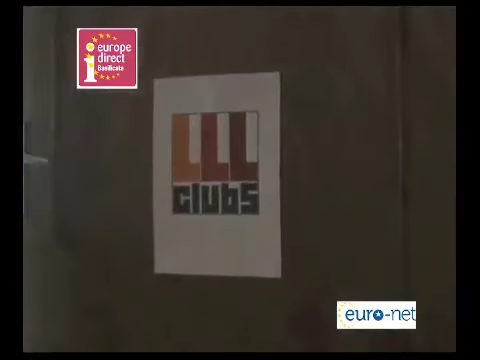 i europe
direct
Basilicata
LLL
clubs
euro-net